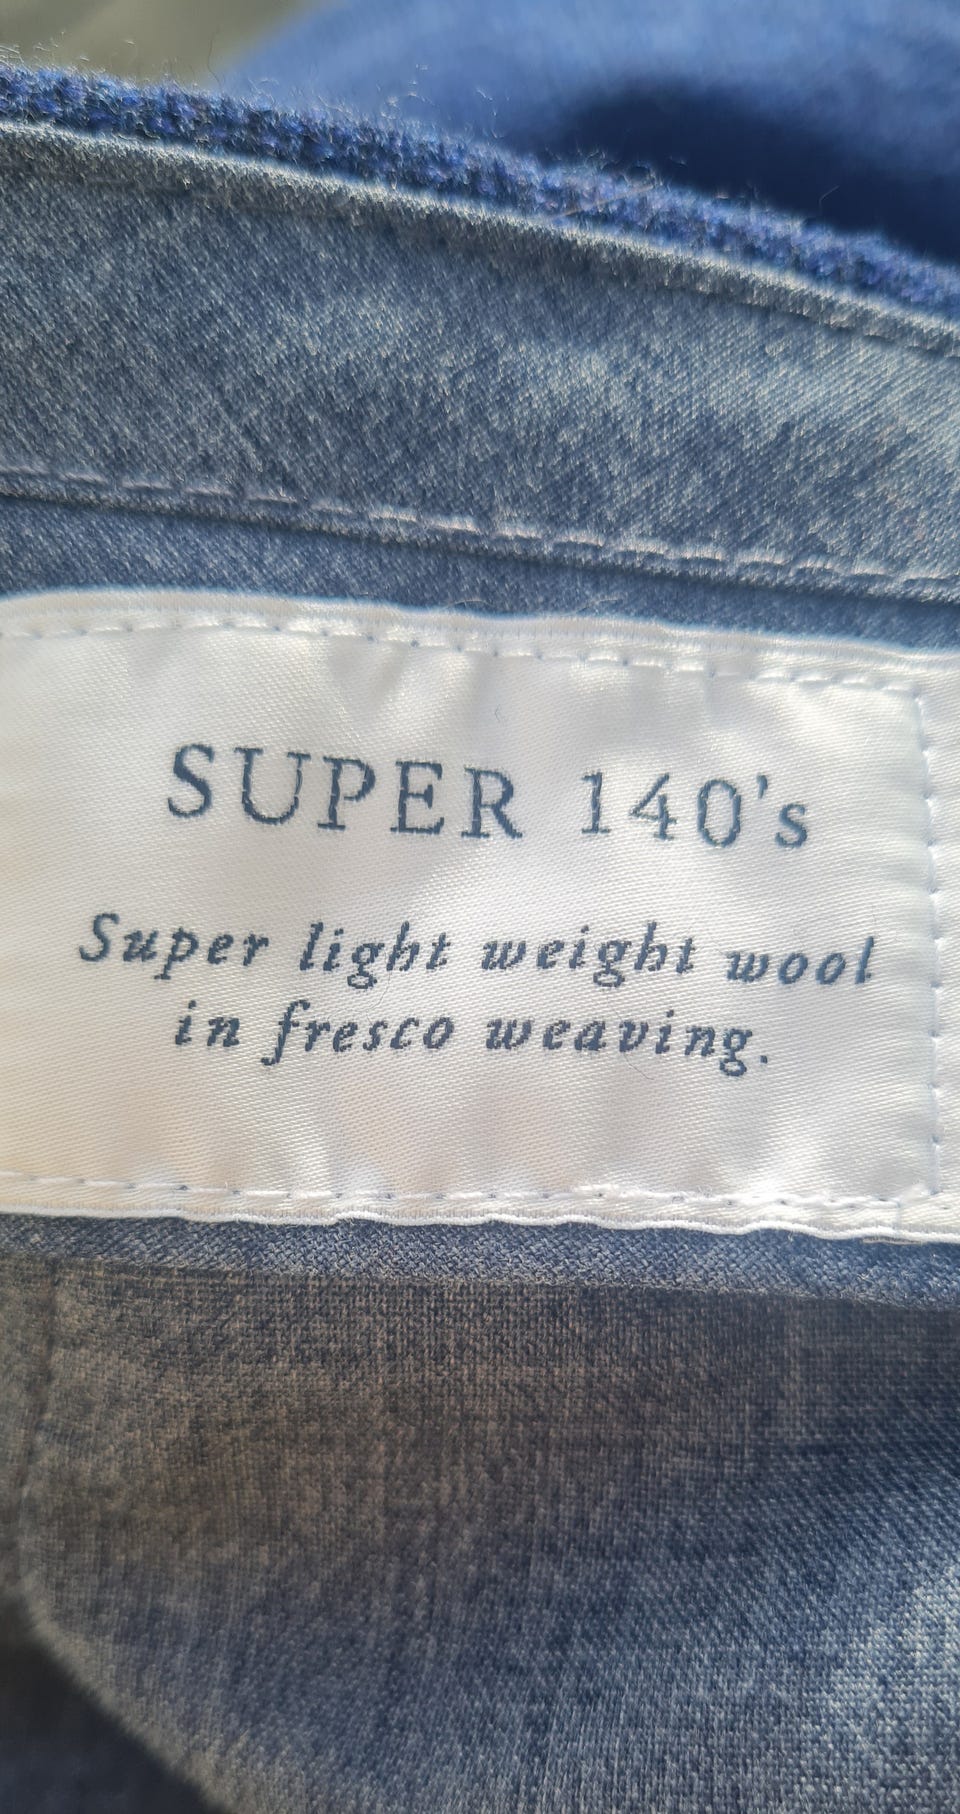 SUPER 140's
Super light weight wool
in fresco weaving.